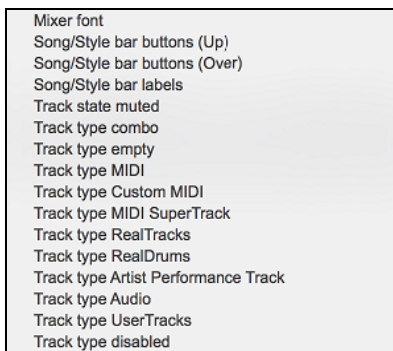 Mixer font
Song/Style bar buttons (Up)
Song/Style bar buttons (Over)
Song/Style bar labels
Track state muted
Track type combo
Track type empty
Track type MIDI
Track type Custom MIDI
Track type MIDI SuperTrack
Track type RealTracks
Track type RealDrums
Track type Artist Performance Track
Track type Audio
Track type UserTracks
Track type disabled